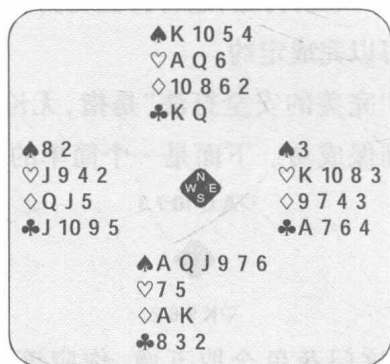 ♠K 10 5 4
♡A Q 6
♢10 8 6 2
♣K Q
♠8 2
♡J 9 4 2
♢Q J 5
♣J 10 9 5
N
W E
S
♠3
♡K 10 8 3
♢9 7 4 3
♣A 7 6 4
♠A Q J 9 7 6
♡7 5
♢A K
♣8 3 2